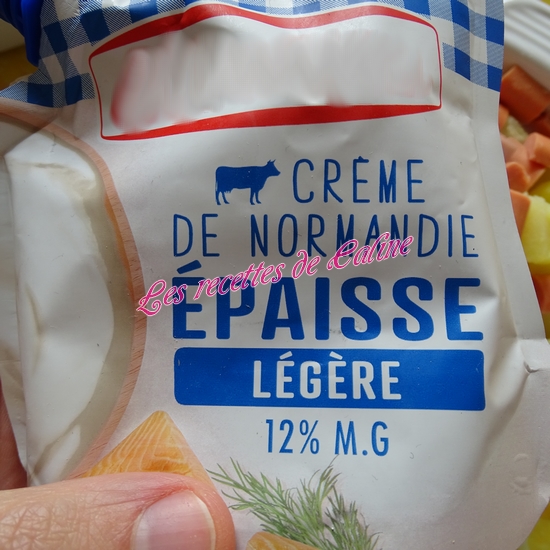 CRÈME
DE NORMANDIE
Les recettes de Caline
ÉPAISSE
LÉGÈRE
12% M.G